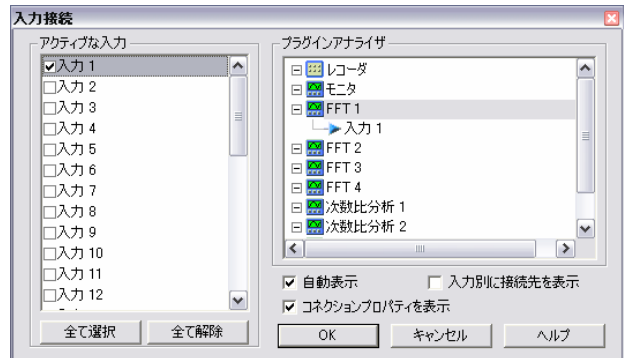 入力接続
アクティブな入力
入力 1
入力 2
入力 3
入力 4
入力 5
入力 6
入力 7
入力 8
入力 9
入力 10
入力 11
入力 12
全て選択
全て解除
プラグインアナライザ
レコーダ
モニタ
FFT 1
入力 1
FFT 2
FFT 3
FFT 4
次数比分析 1
次数比分析 2
自動表示
入力別に接続先を表示
コネクションプロパティを表示
OK
キャンセル
ヘルプ